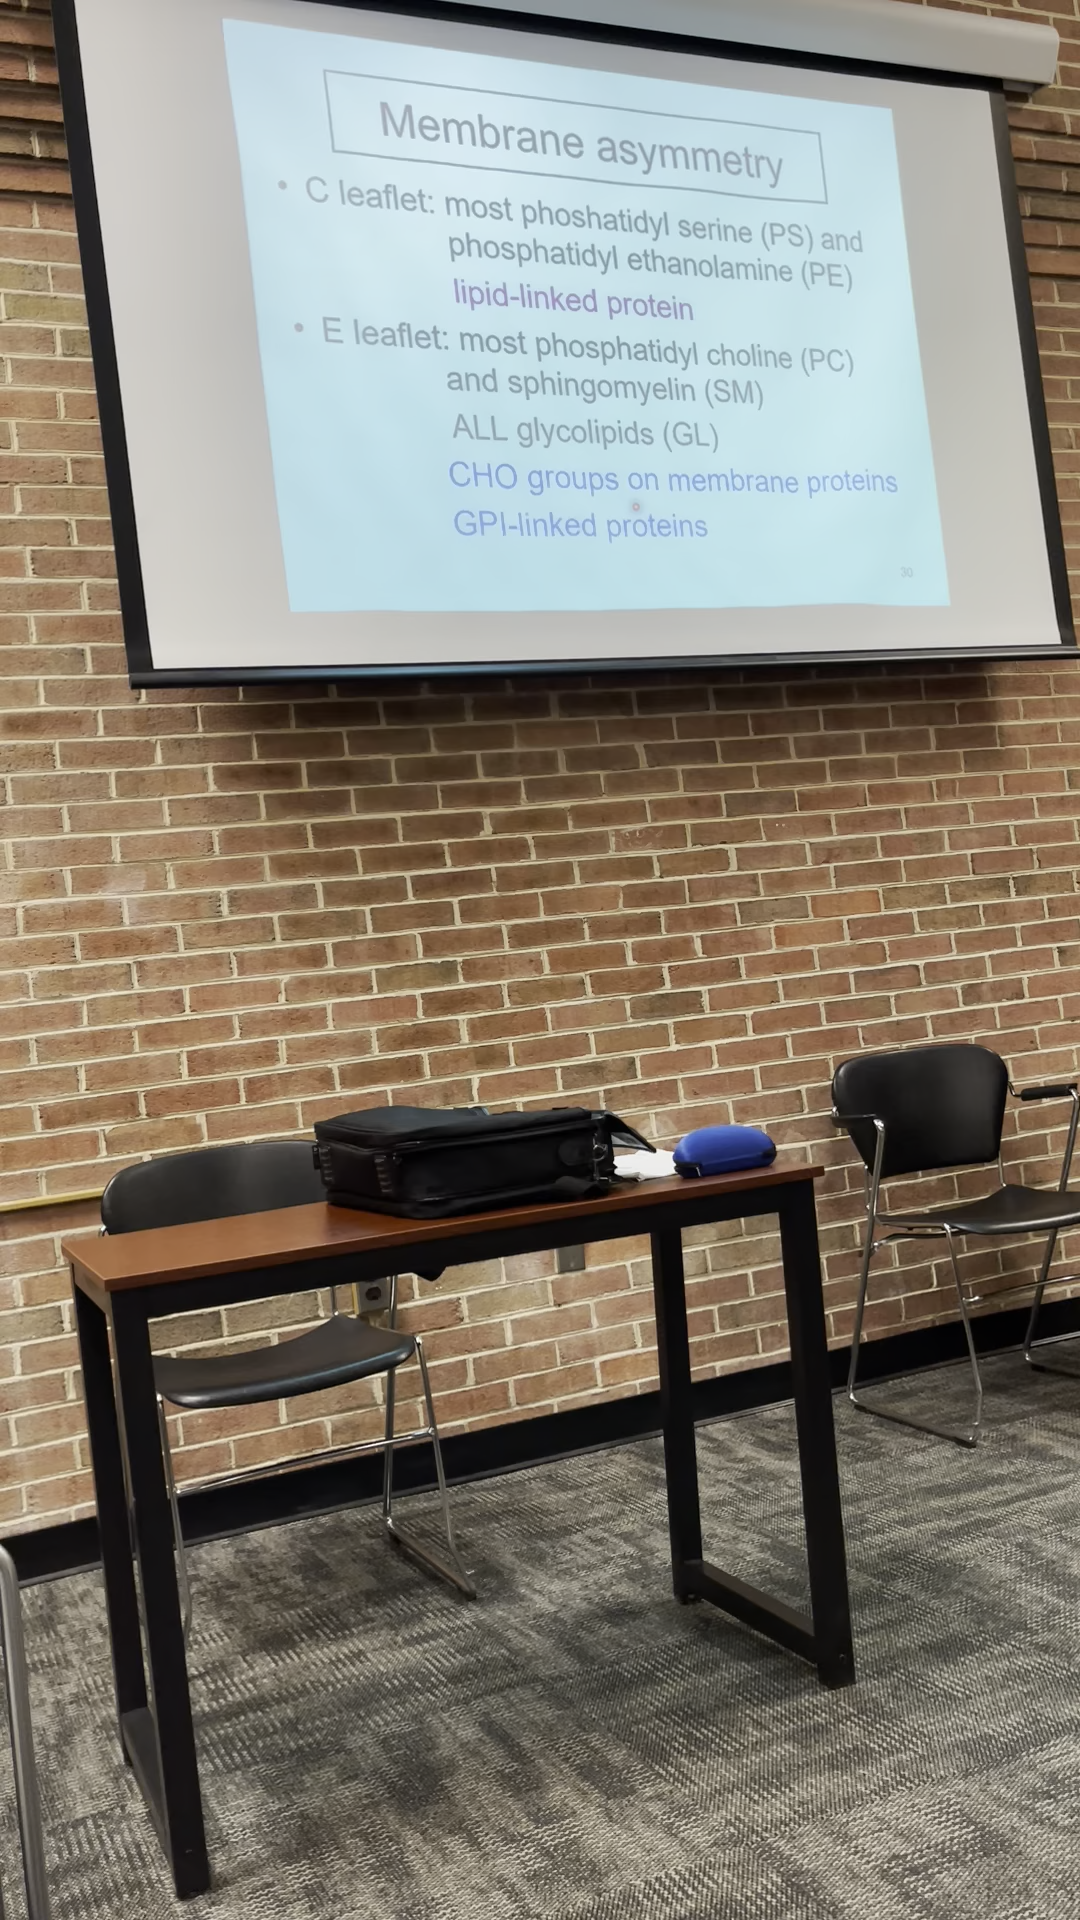 Membrane asymmetry
• C leaflet: most phoshatidyl serine (PS) and
phosphatidyl ethanolamine (PE)
lipid-linked protein
• E leaflet: most phosphatidyl choline (PC)
and sphingomyelin (SM)
ALL glycolipids (GL)
CHO groups on membrane proteins
GPI-linked proteins
30